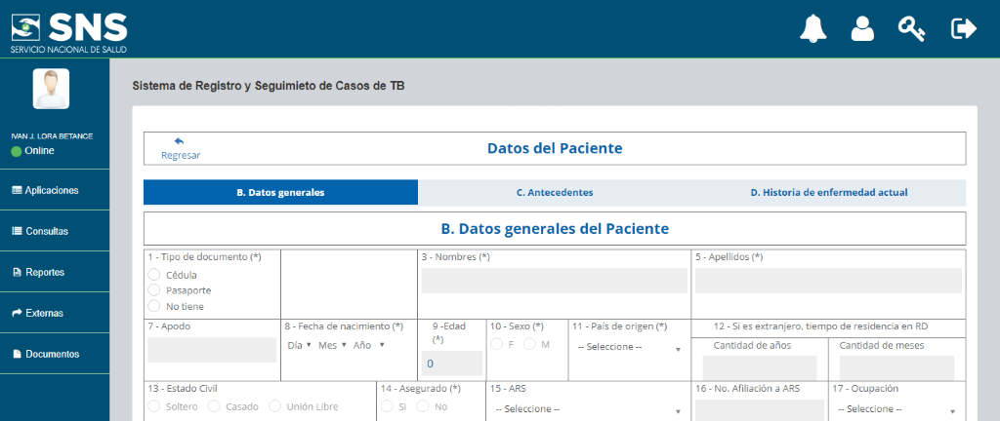 SNS
SERVICIO NACIONAL DE SALUD
IVAN J. LORA BETANCE
Online
Aplicaciones
Consultas
Reportes
Externas
Documentos
Sistema de Registro y Seguimieto de Casos de TB
Regresar
Datos del Paciente
B. Datos generales
C. Antecedentes
D. Historia de enfermedad actual
B. Datos generales del Paciente
1 - Tipo de documento (*)
Cédula
Pasaporte
No tiene
3 - Nombres (*)
5 - Apellidos (*)
7 - Apodo
8 - Fecha de nacimiento (*)
Día Mes Año
9 -Edad
(*)
0
10 - Sexo (*)
F M
11 - País de origen (*)
-- Seleccione --
12 - Si es extranjero, tiempo de residencia en RD
Cantidad de años
Cantidad de meses
13 - Estado Civil
Soltero Casado Unión Libre
14 - Asegurado (*)
Si No
15 - ARS
-- Seleccione --
16 - No. Afiliación a ARS
17 - Ocupación
-- Seleccione --